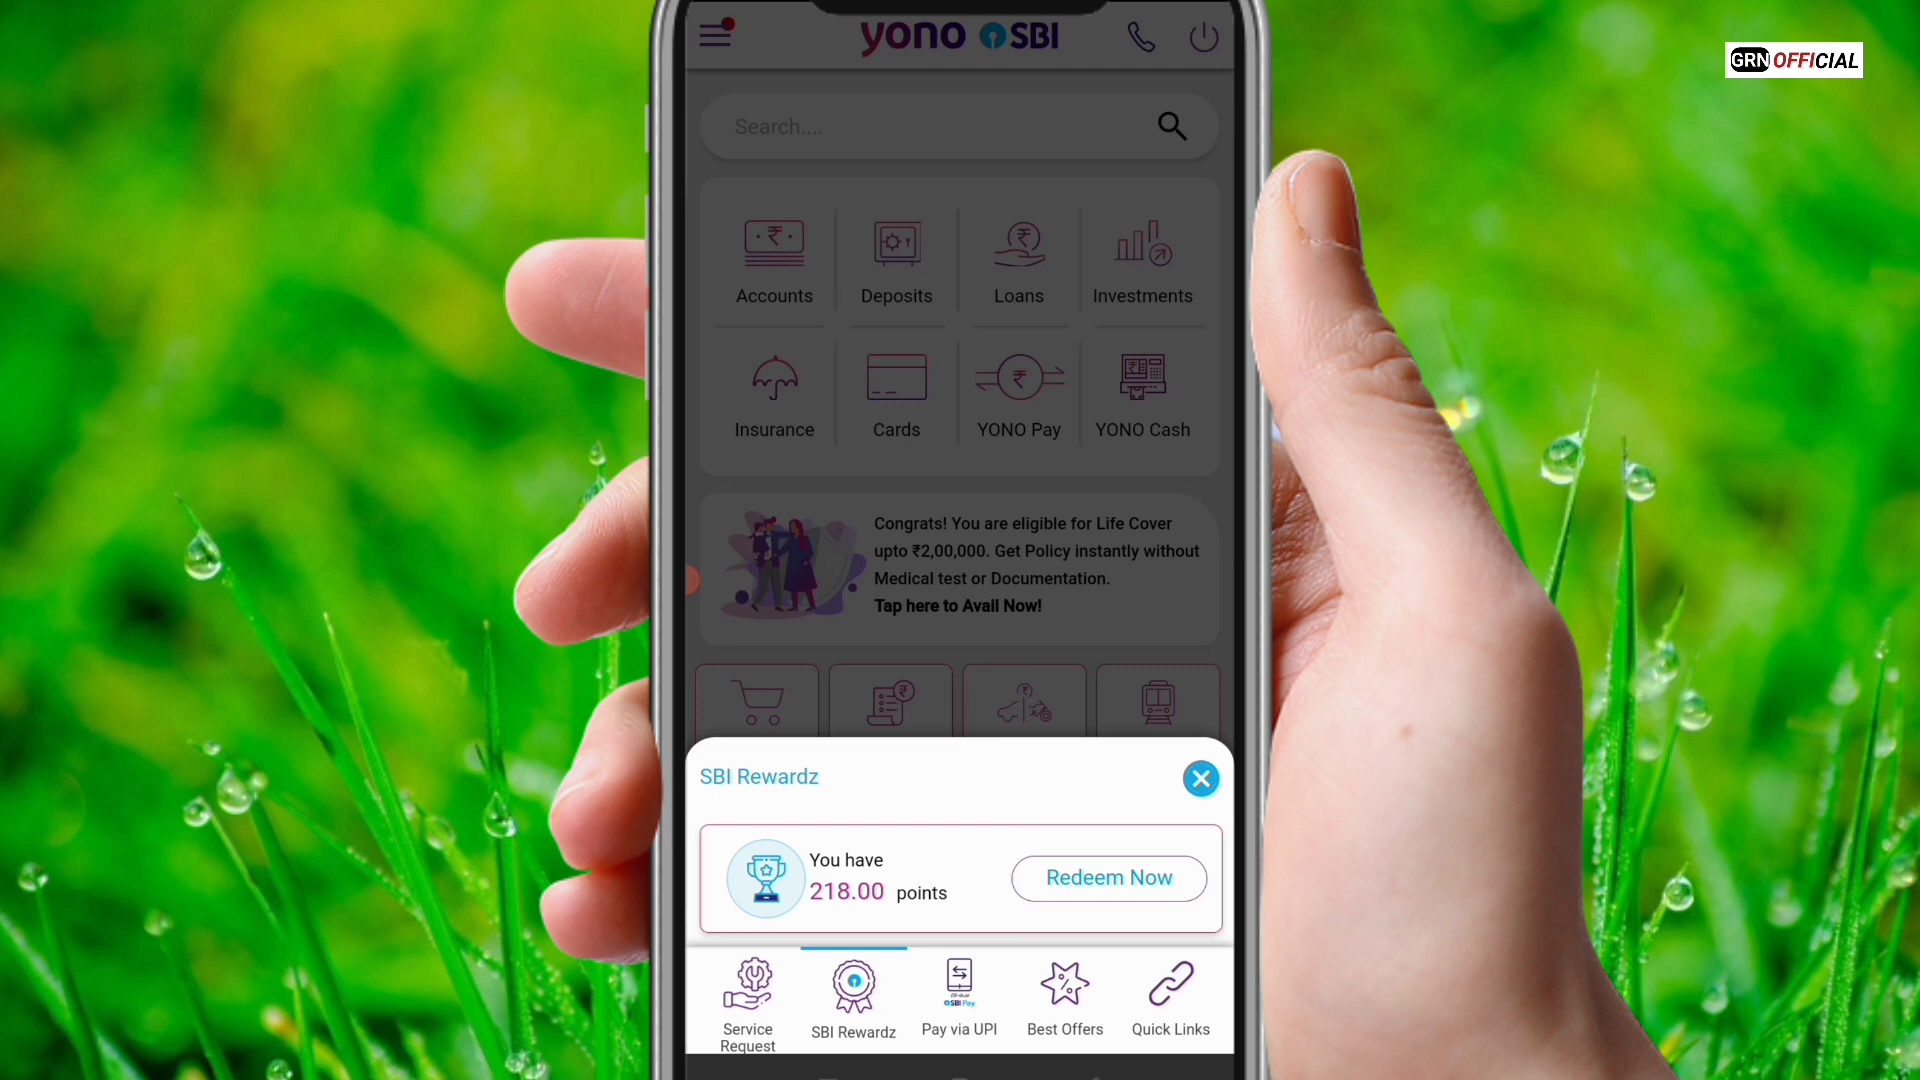 yono SBI
GRN OFFICIAL
Search....
Accounts
Deposits
Loans
Investments
Insurance
Cards
YONO Pay
YONO Cash
Congrats! You are eligible for Life Cover
upto ₹2,00,000. Get Policy instantly without
Medical test or Documentation.
Tap here to Avail Now!
SBI Rewardz
You have
218.00 points
Redeem Now
Service
Request
SBI Rewardz
SBI Pay
Pay via UPI
Best Offers
Quick Links